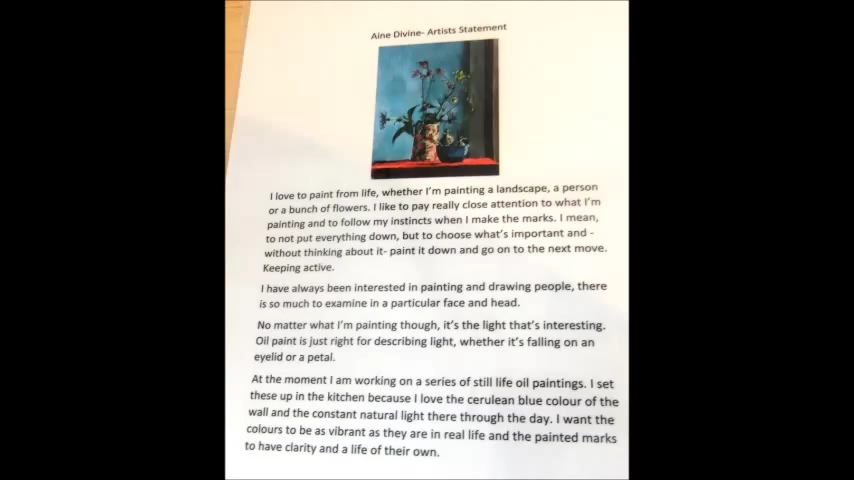 Aine Divine- Artists Statement
I love to paint from life, whether I'm painting a landscape, a person
or a bunch of flowers. I like to pay really close attention to what I'm
painting and to follow my instincts when I make the marks. I mean,
to not put everything down, but to choose what's important and -
without thinking about it- paint it down and go on to the next move.
Keeping active.
I have always been interested in painting and drawing people, there
is so much to examine in a particular face and head.
No matter what I'm painting though, it's the light that's interesting.
Oil paint is just right for describing light, whether it's falling on an
eyelid or a petal.
At the moment I am working on a series of still life oil paintings. I set
these up in the kitchen because I love the cerulean blue colour of the
wall and the constant natural light there through the day. I want the
colours to be as vibrant as they are in real life and the painted marks
to have clarity and a life of their own.